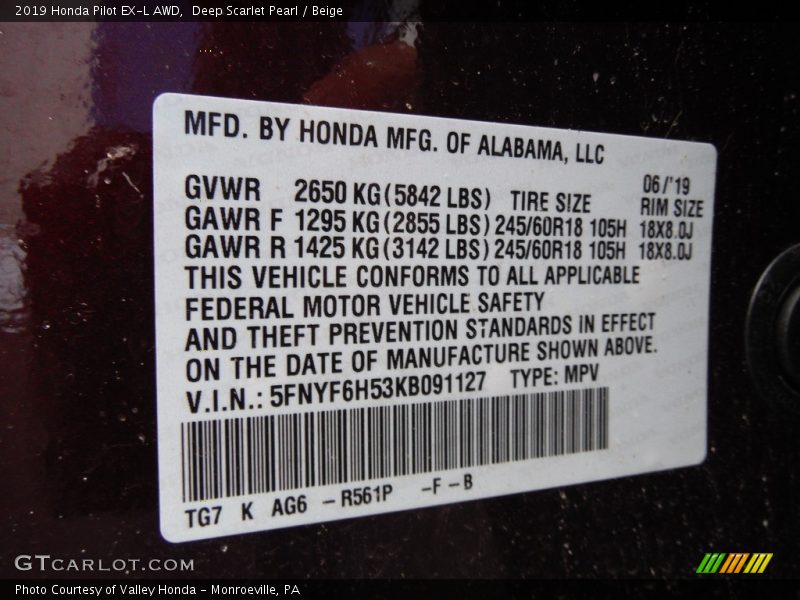 2019 Honda Pilot EX-L AWD, Deep Scarlet Pearl / Beige
MFD. BY HONDA MFG. OF ALABAMA, LLC
06/'19
GVWR 2650 KG(5842 LBS) TIRE SIZE RIM SIZE
GAWR F 1295 KG(2855 LBS) 245/60R18 105H 18X8.0J
GAWR R 1425 KG(3142 LBS) 245/60R18 105H 18X8.0J
THIS VEHICLE CONFORMS TO ALL APPLICABLE
FEDERAL MOTOR VEHICLE SAFETY
AND THEFT PREVENTION STANDARDS IN EFFECT
ON THE DATE OF MANUFACTURE SHOWN ABOVE.
V.I.N.: 5FNYF6H53KB091127 TYPE: MPV
TG7 K AG6 - R561P -F-B
GTCARLOT.COM
Photo Courtesy of Valley Honda - Monroeville, PA